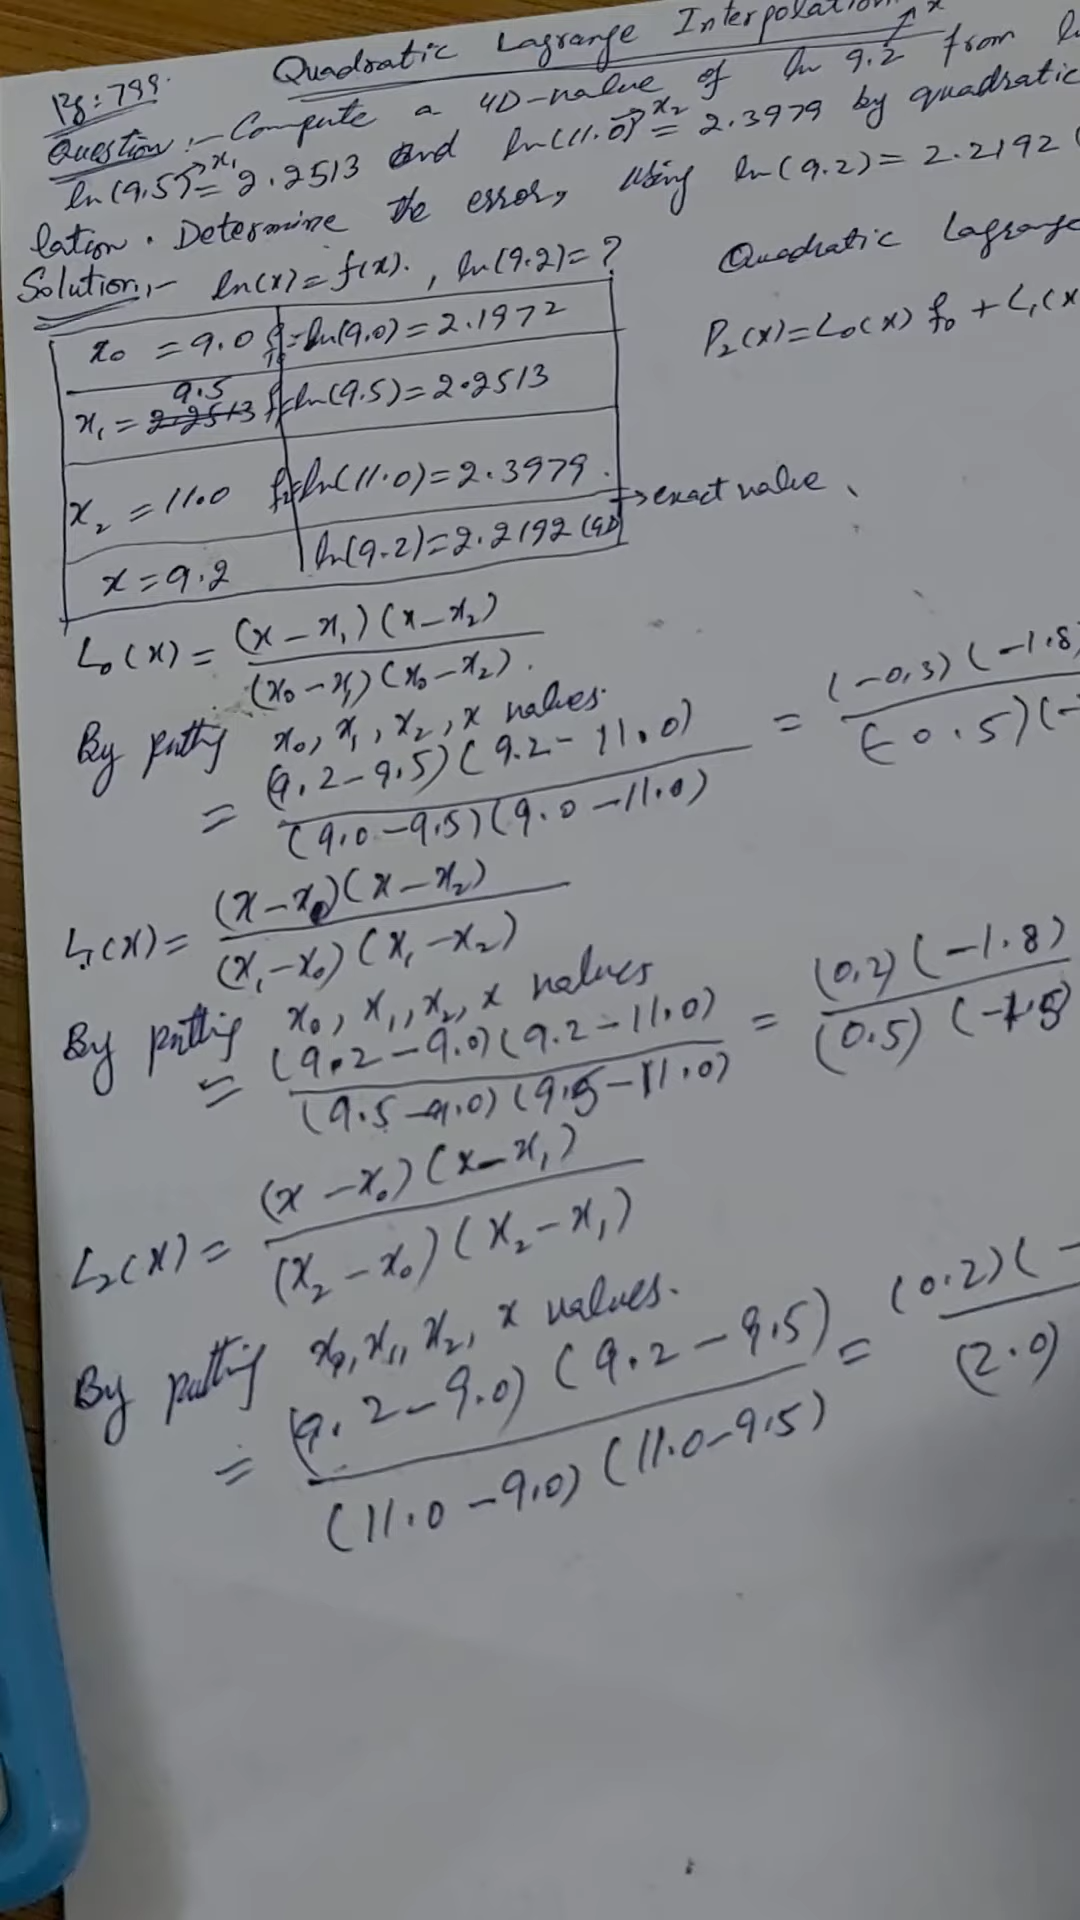 Quadratic Lagrange Interpolation
Pg: 799.
Question:- Compute a 4D-value of ln 9.2 from
→x
ln(9.5)= 2.2513 and ln(11.0) = 2.3979 by quadratic
→x₁ →x₂
lation. Determine the error, using ln(9.2)= 2.2192
Solution:- ln(x)=f(x). , ln(9.2)=?
Quadratic Lagrange
x₀ = 9.0 f₀=ln(9.0)=2.1972
P₂(x)=L₀(x) f₀ + L₁(x
9.5
x₁ = 2.2513 f₁=ln(9.5)=2.2513
x₂ = 11.0 f₂=ln(11.0)=2.3979.
→exact value
x=9.2 ln(9.2)=2.2192 (4D)
L₀(x)= (x-x₁)(x-x₂)
(x₀-x₁)(x₀-x₂).
By putting x₀, x₁, x₂, x values.
= (9.2-9.5)(9.2-11.0) = (-0.3)(-1.8)
(9.0-9.5)(9.0-11.0) (-0.5)(-
L₁(x)= (x-x₀)(x-x₂)
(x₁-x₀)(x₁-x₂)
By putting x₀, x₁, x₂, x values
= (9.2-9.0)(9.2-11.0) = (0.2)(-1.8)
(9.5-9.0)(9.5-11.0) (0.5)(-1.5)
L₂(x)= (x-x₀)(x-x₁)
(x₂-x₀)(x₂-x₁)
By putting x₀, x₁, x₂, x values.
= (9.2-9.0)(9.2-9.5) = (0.2)(-
(11.0-9.0)(11.0-9.5) (2.0)